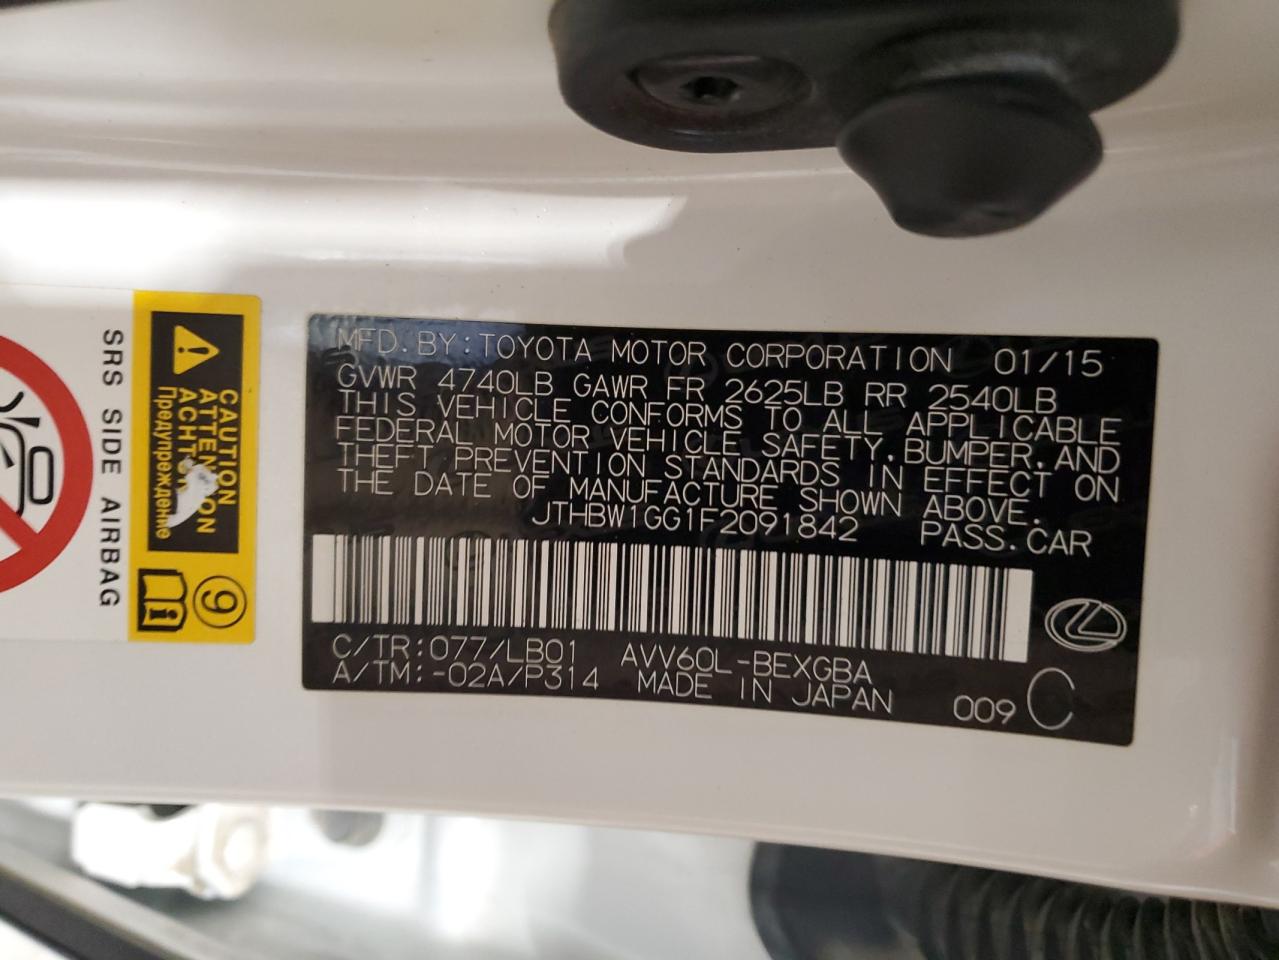 MFD. BY: TOYOTA MOTOR CORPORATION 01/15
GVWR 4740LB GAWR FR 2625LB RR 2540LB
THIS VEHICLE CONFORMS TO ALL APPLICABLE
FEDERAL MOTOR VEHICLE SAFETY, BUMPER, AND
THEFT PREVENTION STANDARDS IN EFFECT ON
THE DATE OF MANUFACTURE SHOWN ABOVE.
JTHBW1GG1F2091842 PASS. CAR
C/TR: 077/LB01 AVV60L-BEXGBA
A/TM: -02A/P314 MADE IN JAPAN
009 C
CAUTION
ATTENTION
Предупреждение
9
i
SRS SIDE AIRBAG